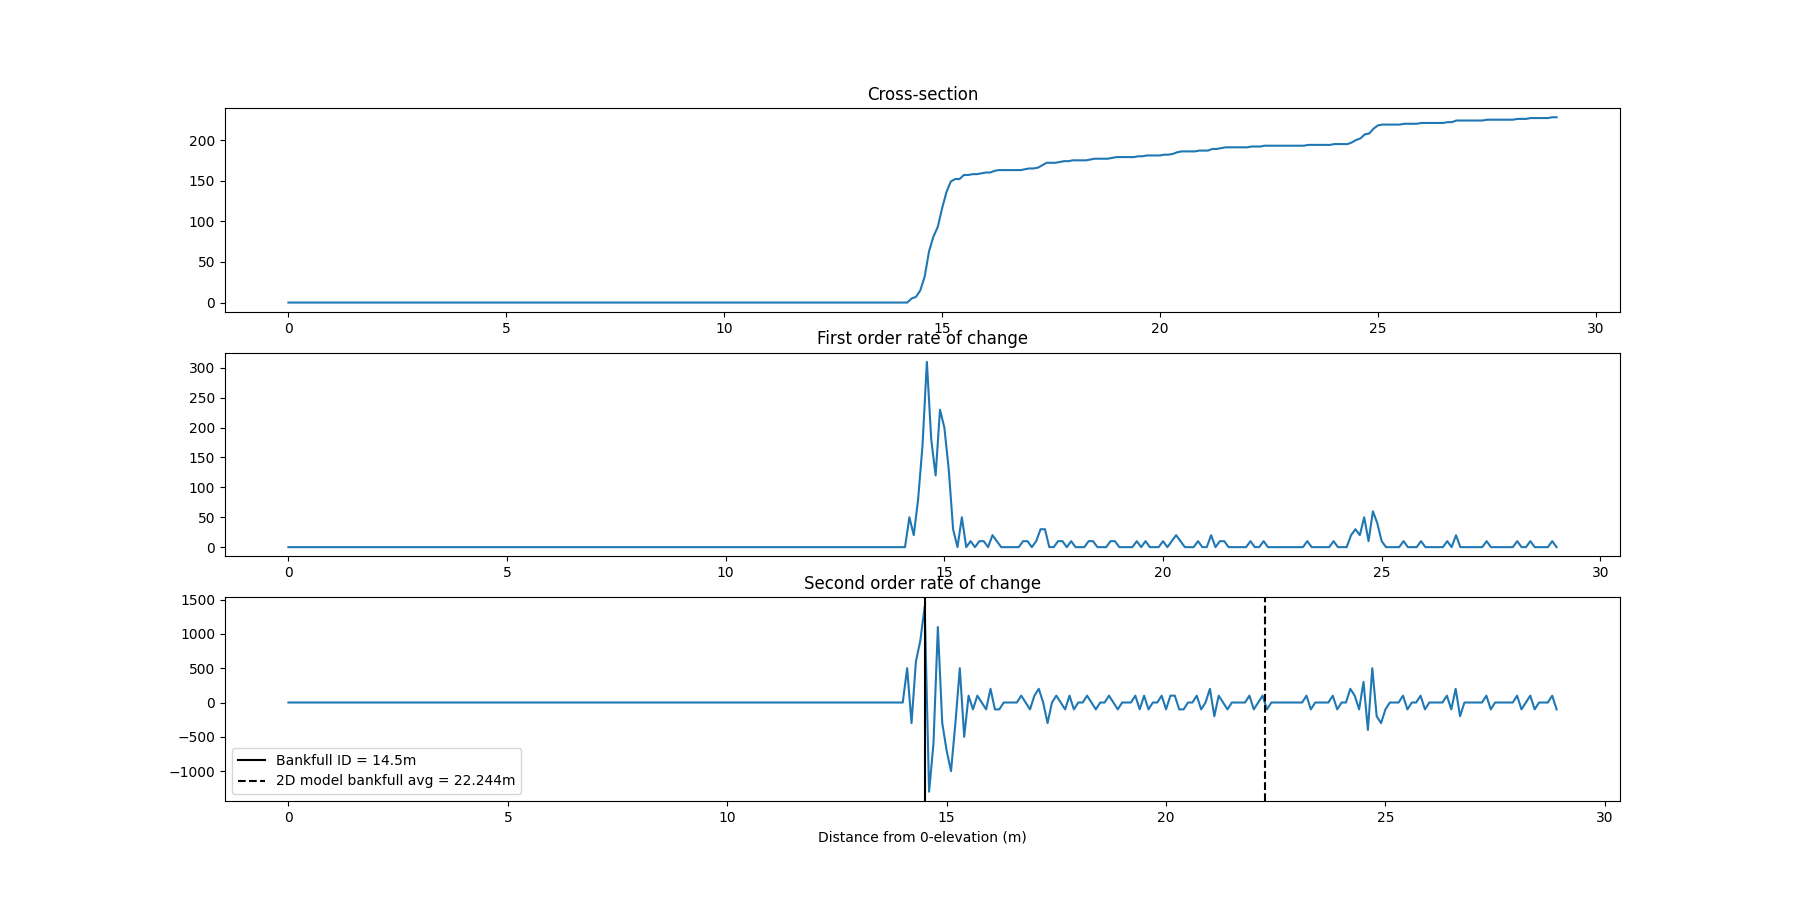 Cross-section
200
150
100
50
0
0 5 10 15 20 25 30
First order rate of change
300
250
200
150
100
50
0
0 5 10 15 20 25 30
Second order rate of change
1500
1000
500
0
−500
−1000
Bankfull ID = 14.5m
2D model bankfull avg = 22.244m
0 5 10 15 20 25 30
Distance from 0-elevation (m)